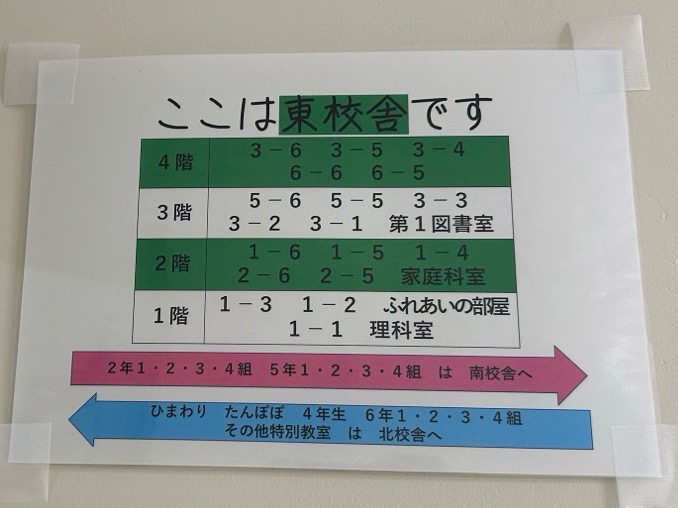 ここは東校舎です
4階
3－6　3－5　3－4
6－6　6－5
3階
5－6　5－5　3－3
3－2　3－1　第1図書室
2階
1－6　1－5　1－4
2－6　2－5　家庭科室
1階
1－3　1－2　ふれあいの部屋
1－1　理科室
2年1・2・3・4組　5年1・2・3・4組　は　南校舎へ
ひまわり　たんぽぽ　4年生　6年1・2・3・4組
その他特別教室　は　北校舎へ